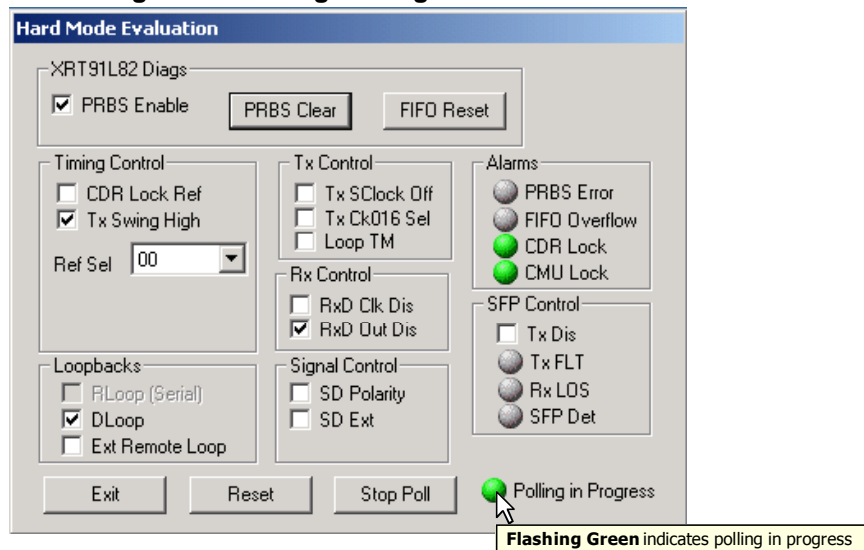 Hard Mode Evaluation
XRT91L82 Diags
PRBS Enable
PRBS Clear
FIFO Reset
Timing Control
CDR Lock Ref
Tx Swing High
Ref Sel 00
Tx Control
Tx SClock Off
Tx Ck016 Sel
Loop TM
Rx Control
RxD Clk Dis
RxD Out Dis
Alarms
PRBS Error
FIFO Overflow
CDR Lock
CMU Lock
SFP Control
Tx Dis
Tx FLT
Rx LOS
SFP Det
Loopbacks
RLoop (Serial)
DLoop
Ext Remote Loop
Signal Control
SD Polarity
SD Ext
Exit
Reset
Stop Poll
Polling in Progress
Flashing Green indicates polling in progress